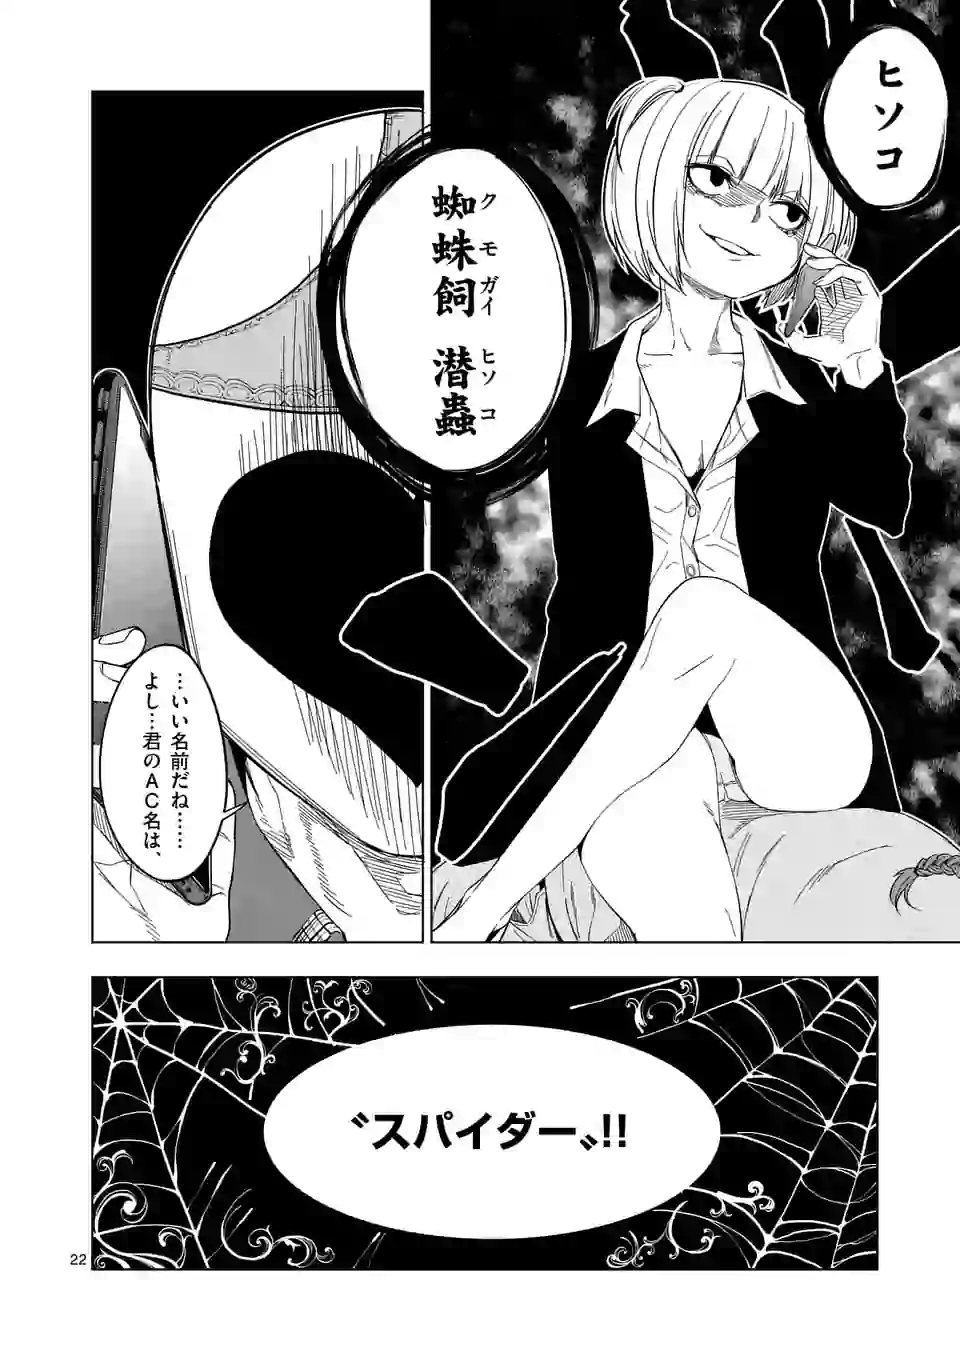 ヒソコ
蜘蛛飼 潜蟲
クモガイ ヒソコ
…いい名前だね……
よし…君のAC名は、
〝スパイダー〟!!
22